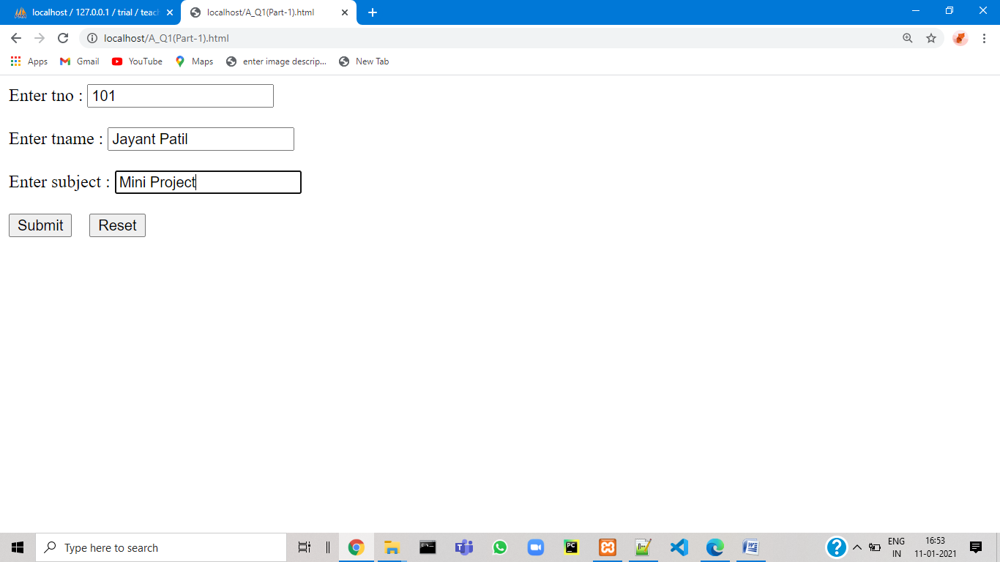 localhost / 127.0.0.1 / trial / teach
localhost/A_Q1(Part-1).html
localhost/A_Q1(Part-1).html
Apps Gmail YouTube Maps enter image descrip... New Tab
Enter tno : 101
Enter tname : Jayant Patil
Enter subject : Mini Project
Submit Reset
Type here to search
ENG
IN
16:53
11-01-2021